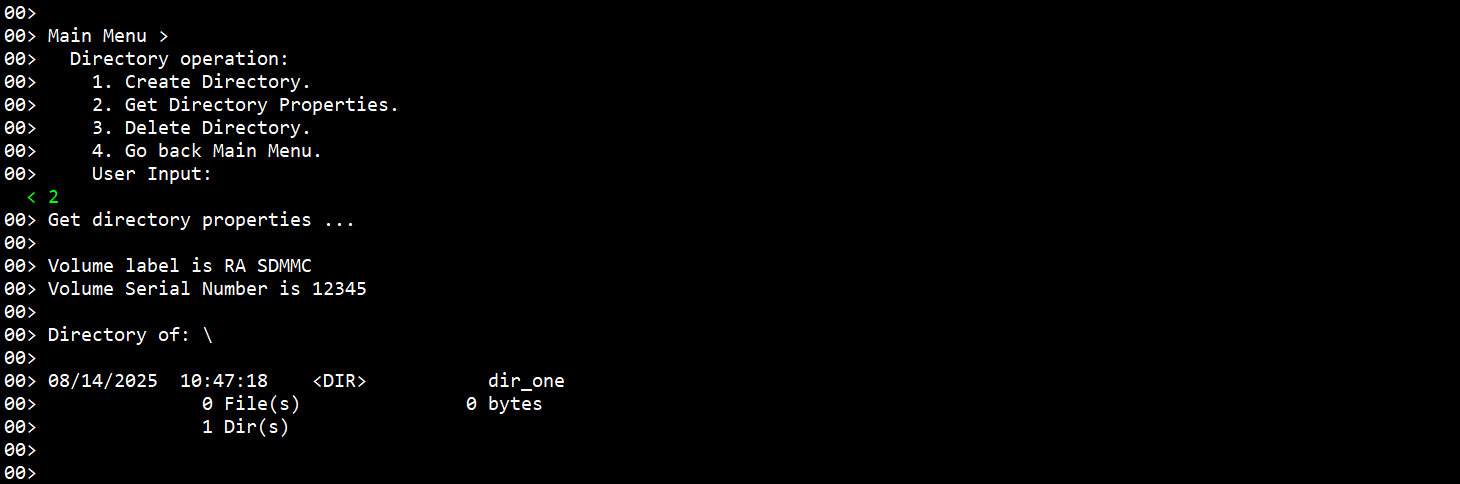 00>
00> Main Menu >
00>   Directory operation:
00>     1. Create Directory.
00>     2. Get Directory Properties.
00>     3. Delete Directory.
00>     4. Go back Main Menu.
00>     User Input:
  < 2
00> Get directory properties ...
00>
00> Volume label is RA SDMMC
00> Volume Serial Number is 12345
00>
00> Directory of: \
00>
00> 08/14/2025  10:47:18    <DIR>           dir_one
00>               0 File(s)               0 bytes
00>               1 Dir(s)
00>
00>